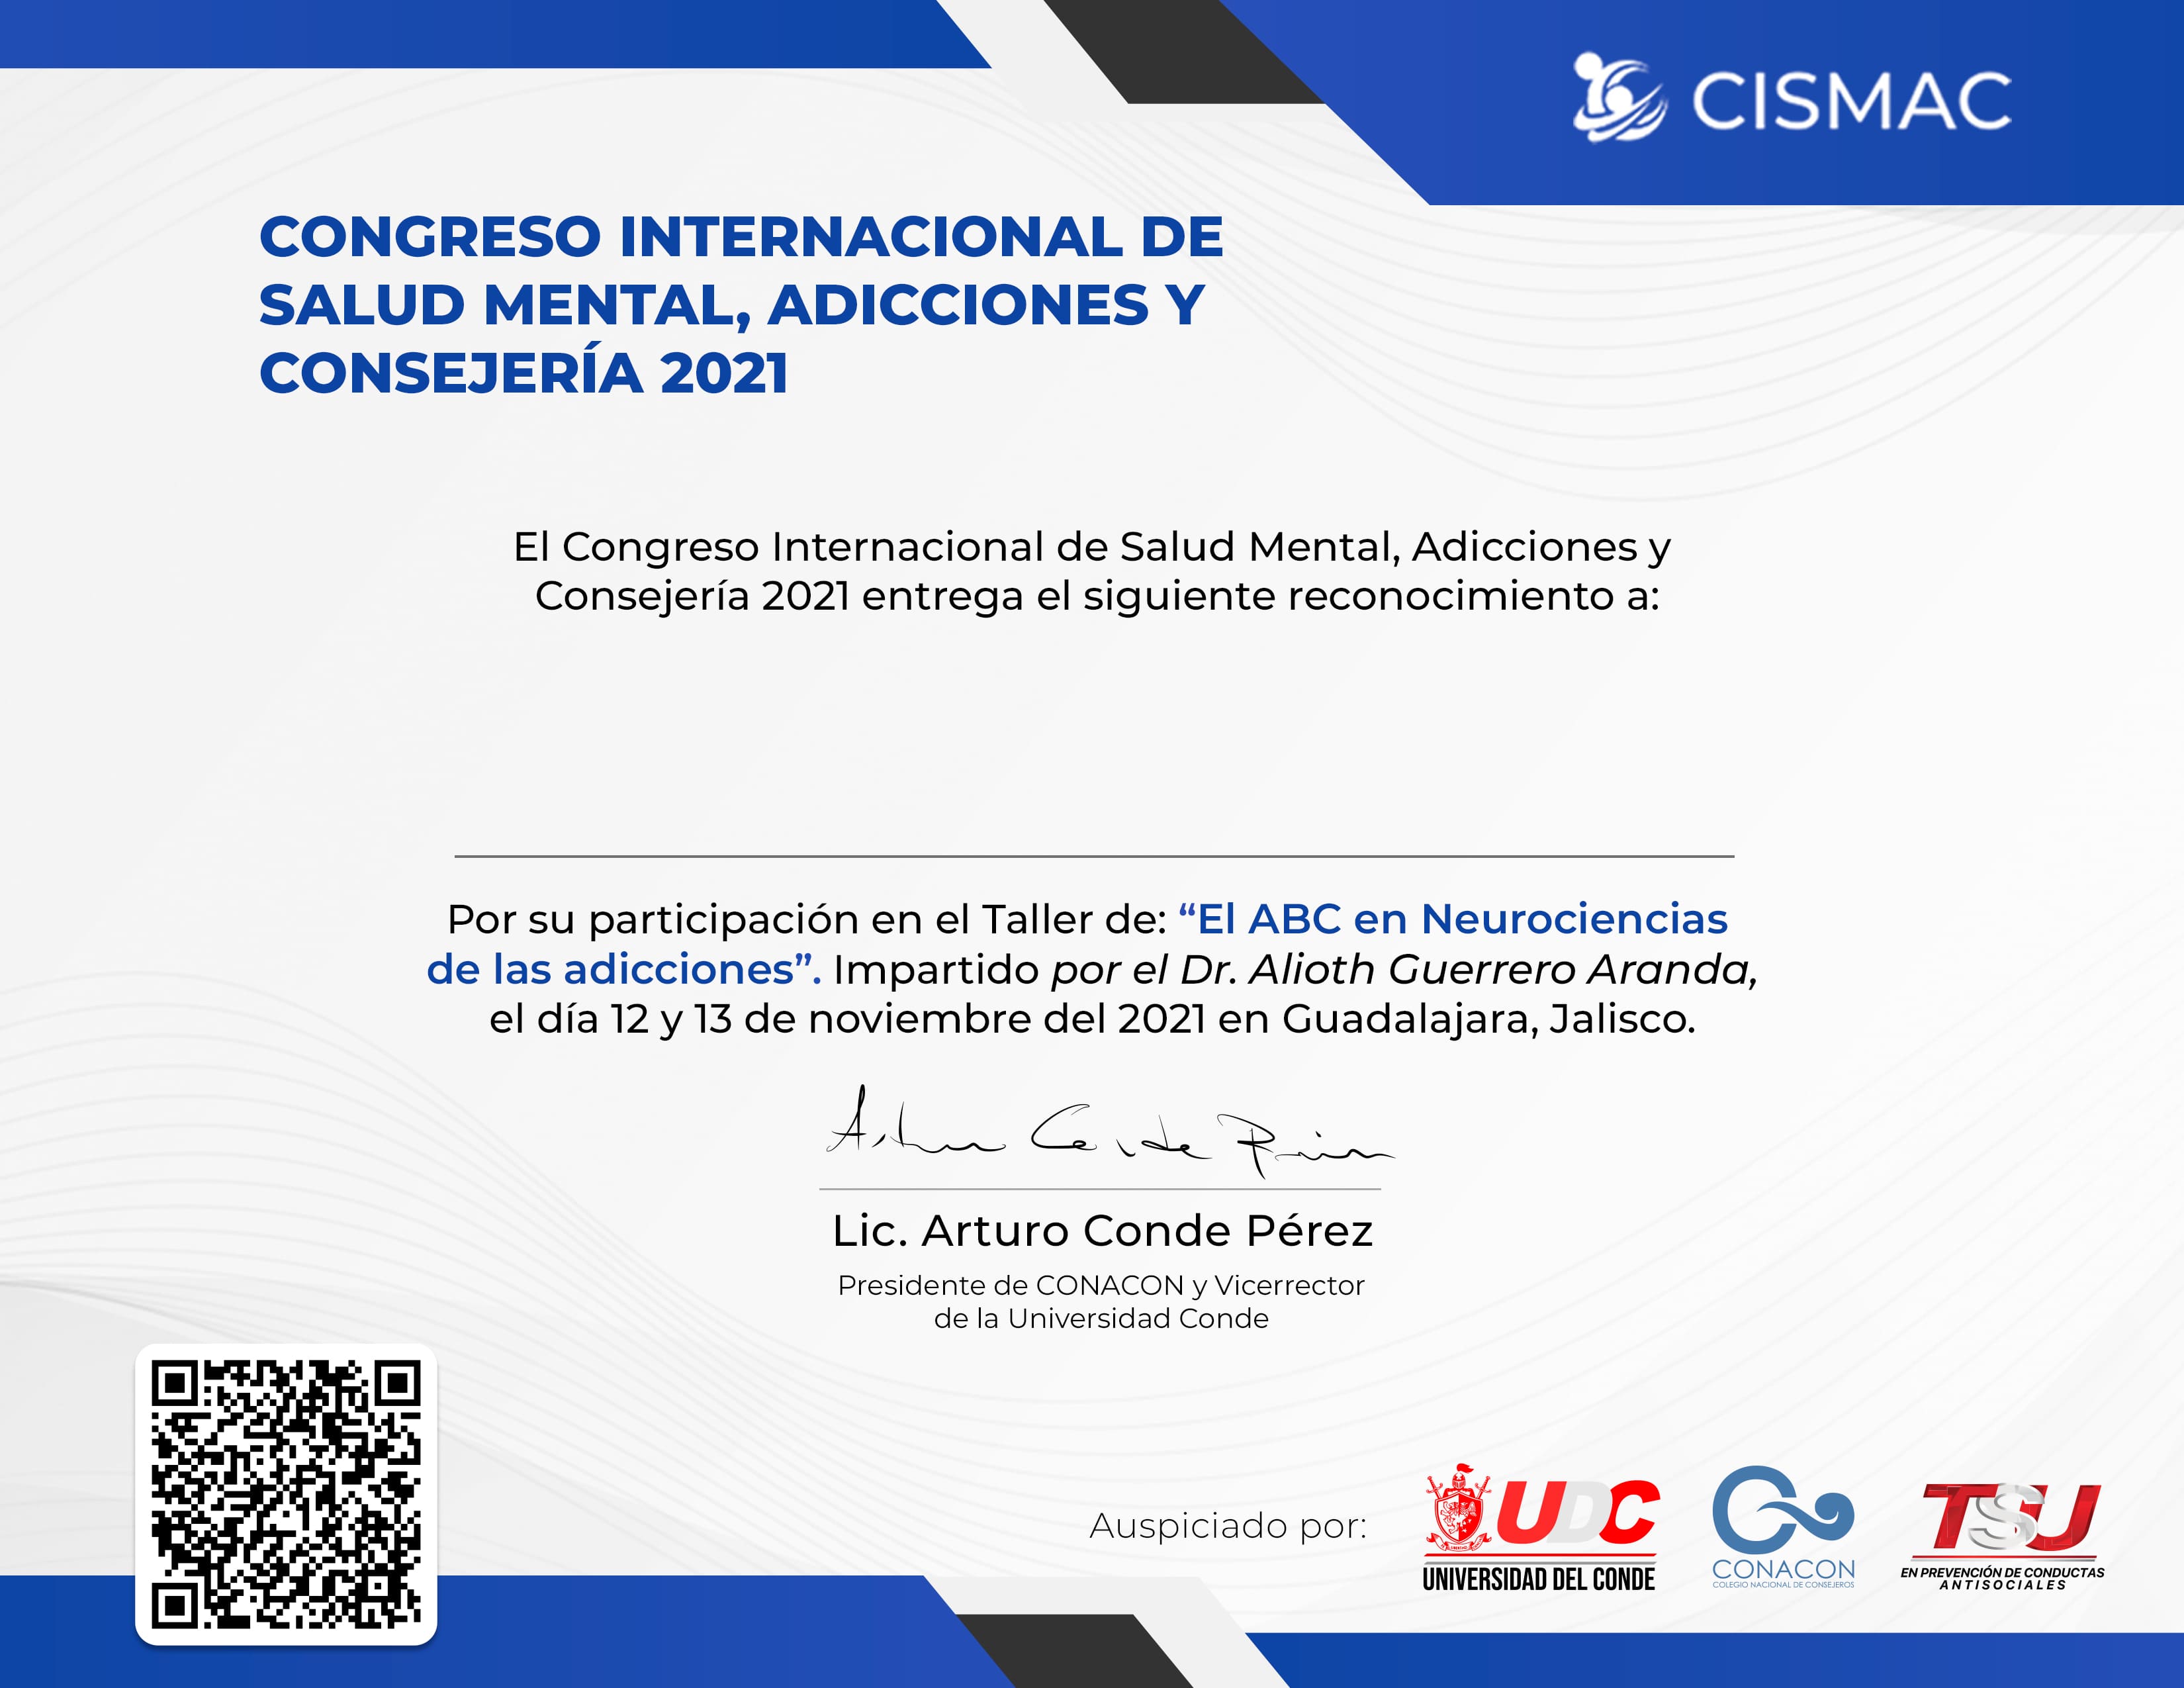 CISMAC
CONGRESO INTERNACIONAL DE
SALUD MENTAL, ADICCIONES Y
CONSEJERÍA 2021
El Congreso Internacional de Salud Mental, Adicciones y
Consejería 2021 entrega el siguiente reconocimiento a:
Por su participación en el Taller de: “El ABC en Neurociencias
de las adicciones”. Impartido por el Dr. Alioth Guerrero Aranda,
el día 12 y 13 de noviembre del 2021 en Guadalajara, Jalisco.
Lic. Arturo Conde Pérez
Presidente de CONACON y Vicerrector
de la Universidad Conde
Auspiciado por:
UDC
UNIVERSIDAD DEL CONDE
CONACON
COLEGIO NACIONAL DE CONSEJEROS
TSU
EN PREVENCIÓN DE CONDUCTAS
ANTISOCIALES